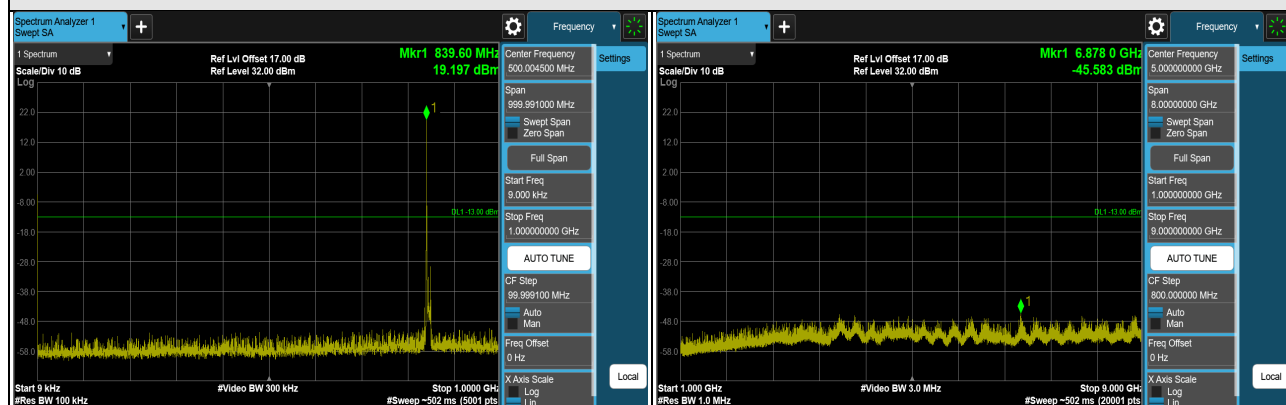 Spectrum Analyzer 1
Swept SA
+
Frequency
1 Spectrum
Scale/Div 10 dB
Ref Lvl Offset 17.00 dB
Ref Level 32.00 dBm
Mkr1 839.60 MHz
19.197 dBm
Log
22.0
12.0
2.00
-8.00
-18.0
-28.0
-38.0
-48.0
-58.0
1
DL1 -13.00 dBm
Start 9 kHz
#Res BW 100 kHz
#Video BW 300 kHz
Stop 1.0000 GHz
#Sweep ~502 ms (5001 pts
Center Frequency
500.004500 MHz
Settings
Span
999.991000 MHz
Swept Span
Zero Span
Full Span
Start Freq
9.000 kHz
Stop Freq
1.000000000 GHz
AUTO TUNE
CF Step
99.999100 MHz
Auto
Man
Freq Offset
0 Hz
X Axis Scale
Log
Lin
Local
Spectrum Analyzer 1
Swept SA
+
Frequency
1 Spectrum
Scale/Div 10 dB
Ref Lvl Offset 17.00 dB
Ref Level 32.00 dBm
Mkr1 6.878 0 GHz
-45.583 dBm
Log
22.0
12.0
2.00
-8.00
-18.0
-28.0
-38.0
-48.0
-58.0
1
DL1 -13.00 dBm
Start 1.000 GHz
#Res BW 1.0 MHz
#Video BW 3.0 MHz
Stop 9.000 GHz
#Sweep ~502 ms (20001 pts
Center Frequency
5.000000000 GHz
Settings
Span
8.00000000 GHz
Swept Span
Zero Span
Full Span
Start Freq
1.000000000 GHz
Stop Freq
9.000000000 GHz
AUTO TUNE
CF Step
800.000000 MHz
Auto
Man
Freq Offset
0 Hz
X Axis Scale
Log
Lin
Local